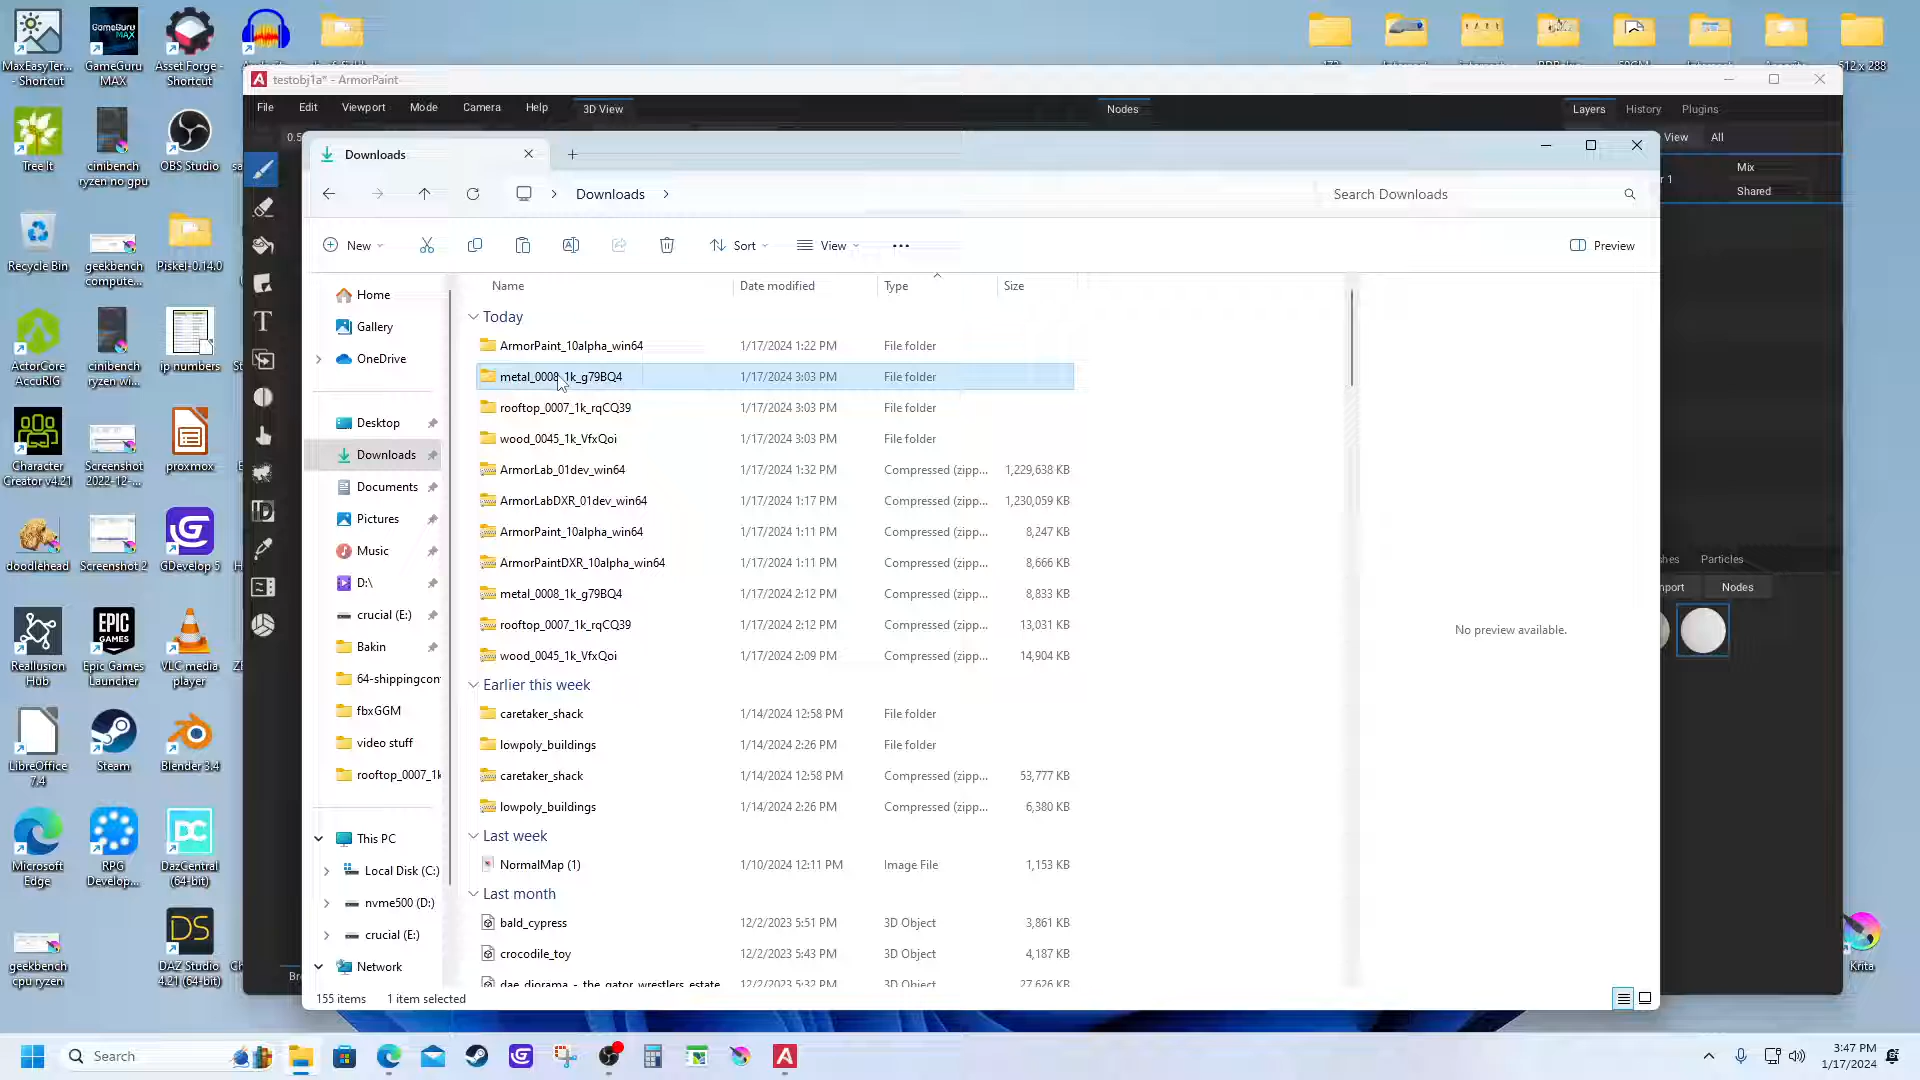 MaxEasyTer...
- Shortcut
GameGuru
MAX
Asset Forge -
Shortcut
512 x 288
testobj1a* - ArmorPaint
File
Edit
Viewport
Mode
Camera
Help
3D View
Nodes
Layers
History
Plugins
View
All
Mix
Shared
Tree It
cinibench
ryzen no gpu
OBS Studio
Recycle Bin
geekbench
compute...
Piskel-0.14.0
ActorCore
AccuRIG
cinibench
ryzen wi...
ip numbers
Character
Creator v4.21
Screenshot
2022-12-...
proxmox
doodlehead
Screenshot 2
GDevelop 5
Reallusion
Hub
Epic Games
Launcher
VLC media
player
LibreOffice
7.4
Steam
Blender 3.4
Microsoft
Edge
RPG
Develop...
DazCentral
(64-bit)
geekbench
cpu ryzen
DAZ Studio
4.21 (64-bit)
Krita
Downloads
Downloads
Search Downloads
New
Sort
View
Preview
Home
Gallery
OneDrive
Desktop
Downloads
Documents
Pictures
Music
D:\
crucial (E:)
Bakin
64-shippingcon
fbxGGM
video stuff
rooftop_0007_1k
This PC
Local Disk (C:)
nvme500 (D:)
crucial (E:)
Network
Name
Date modified
Type
Size
Today
ArmorPaint_10alpha_win64 1/17/2024 1:22 PM File folder
metal_0008_1k_g79BQ4 1/17/2024 3:03 PM File folder
rooftop_0007_1k_rqCQ39 1/17/2024 3:03 PM File folder
wood_0045_1k_VfxQoi 1/17/2024 3:03 PM File folder
ArmorLab_01dev_win64 1/17/2024 1:32 PM Compressed (zipp... 1,229,638 KB
ArmorLabDXR_01dev_win64 1/17/2024 1:17 PM Compressed (zipp... 1,230,059 KB
ArmorPaint_10alpha_win64 1/17/2024 1:11 PM Compressed (zipp... 8,247 KB
ArmorPaintDXR_10alpha_win64 1/17/2024 1:11 PM Compressed (zipp... 8,666 KB
metal_0008_1k_g79BQ4 1/17/2024 2:12 PM Compressed (zipp... 8,833 KB
rooftop_0007_1k_rqCQ39 1/17/2024 2:12 PM Compressed (zipp... 13,031 KB
wood_0045_1k_VfxQoi 1/17/2024 2:09 PM Compressed (zipp... 14,904 KB
Earlier this week
caretaker_shack 1/14/2024 12:58 PM File folder
lowpoly_buildings 1/14/2024 2:26 PM File folder
caretaker_shack 1/14/2024 12:58 PM Compressed (zipp... 53,777 KB
lowpoly_buildings 1/14/2024 2:26 PM Compressed (zipp... 6,380 KB
Last week
NormalMap (1) 1/10/2024 12:11 PM Image File 1,153 KB
Last month
bald_cypress 12/2/2023 5:51 PM 3D Object 3,861 KB
crocodile_toy 12/2/2023 5:43 PM 3D Object 4,187 KB
dae_diorama_-_the_gator_wrestlers_estate 12/2/2023 5:32 PM 3D Object 27,626 KB
No preview available.
155 items
1 item selected
Particles
Nodes
Search
3:47 PM
1/17/2024